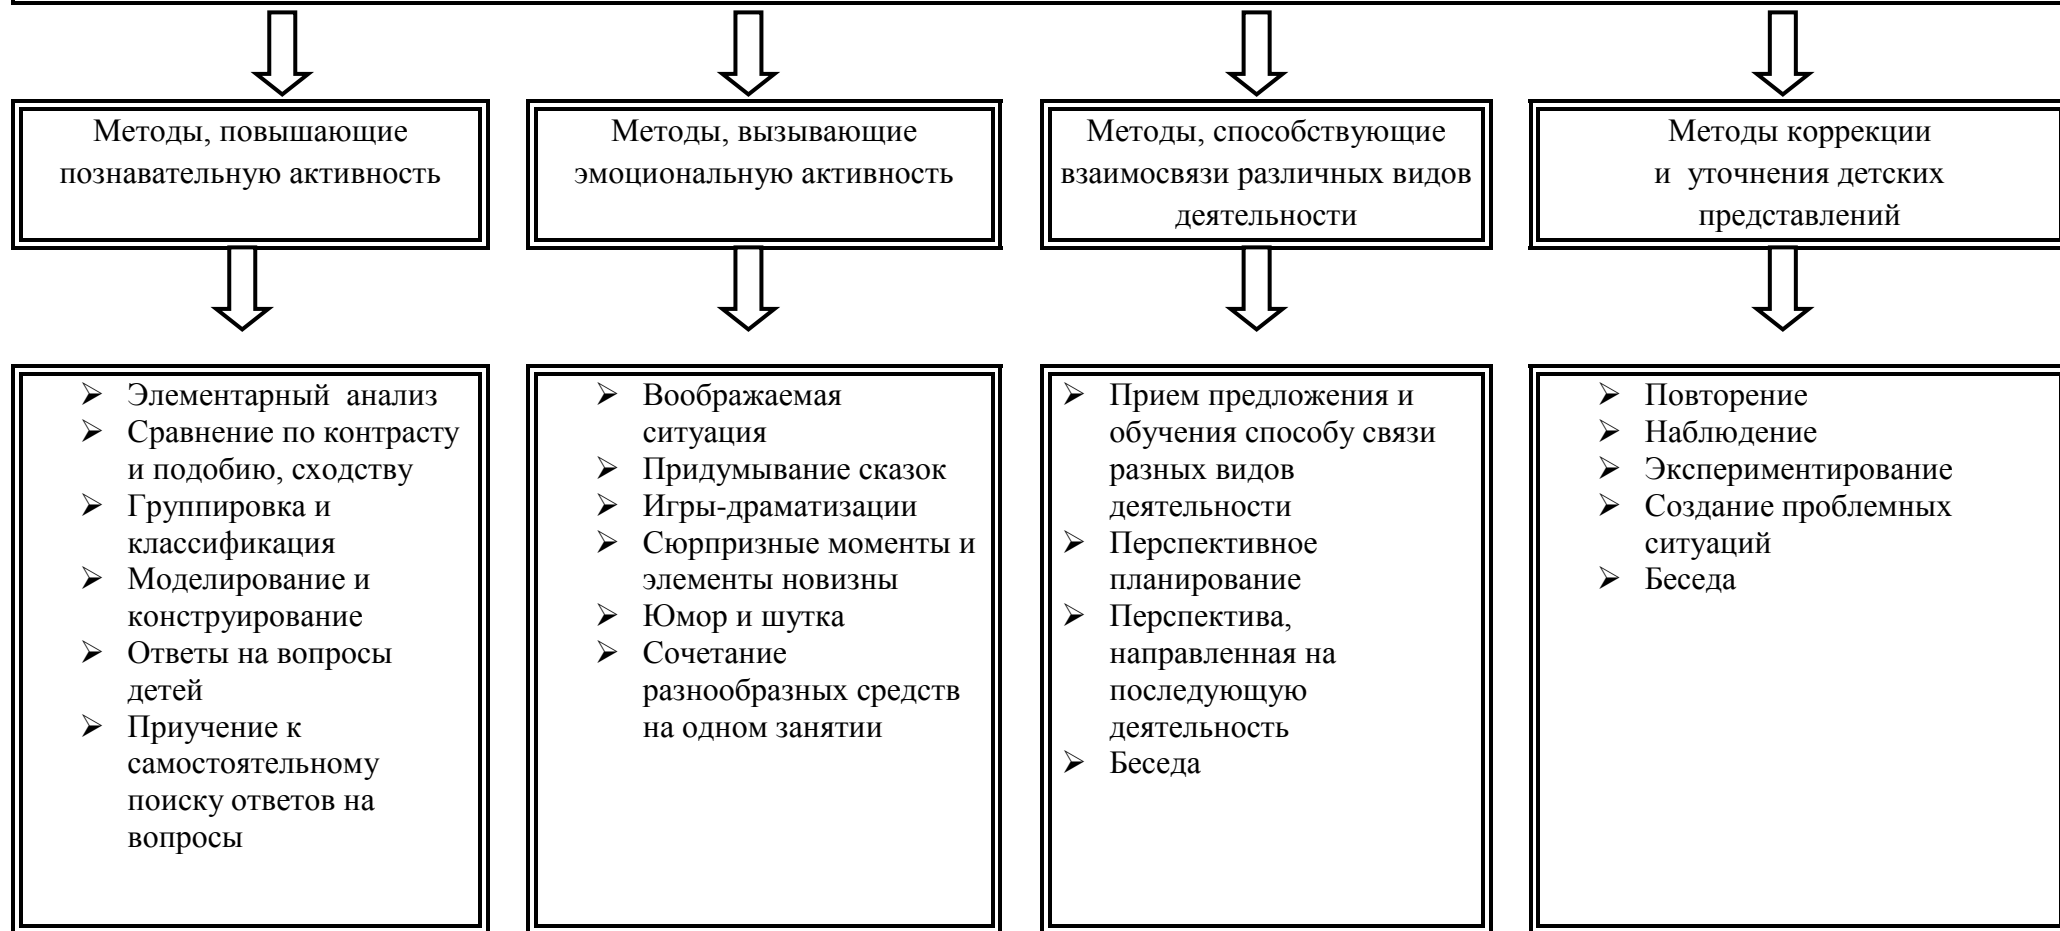 Методы, повышающие
познавательную активность
Методы, вызывающие
эмоциональную активность
Методы, способствующие
взаимосвязи различных видов
деятельности
Методы коррекции
и  уточнения детских
представлений
➢ Элементарный  анализ
➢ Сравнение по контрасту
и подобию, сходству
➢ Группировка и
классификация
➢ Моделирование и
конструирование
➢ Ответы на вопросы
детей
➢ Приучение к
самостоятельному
поиску ответов на
вопросы
➢ Воображаемая
ситуация
➢ Придумывание сказок
➢ Игры-драматизации
➢ Сюрпризные моменты и
элементы новизны
➢ Юмор и шутка
➢ Сочетание
разнообразных средств
на одном занятии
➢ Прием предложения и
обучения способу связи
разных видов
деятельности
➢ Перспективное
планирование
➢ Перспектива,
направленная на
последующую
деятельность
➢ Беседа
➢ Повторение
➢ Наблюдение
➢ Экспериментирование
➢ Создание проблемных
ситуаций
➢ Беседа